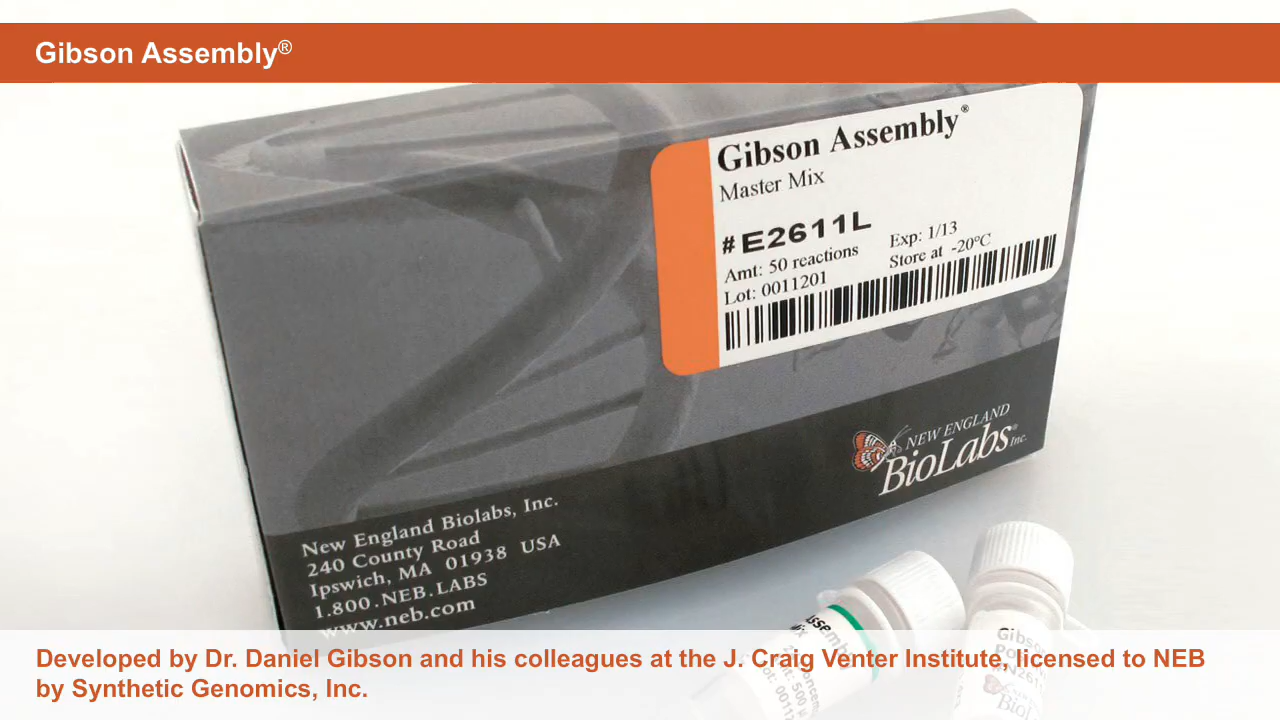 Gibson Assembly®
Gibson Assembly®
Master Mix
#E2611L
Amt: 50 reactions
Exp: 1/13
Lot: 0011201
Store at -20°C
NEW ENGLAND
BioLabs® Inc.
New England Biolabs, Inc.
240 County Road
Ipswich, MA 01938 USA
1.800.NEB.LABS
www.neb.com
Developed by Dr. Daniel Gibson and his colleagues at the J. Craig Venter Institute, licensed to NEB
by Synthetic Genomics, Inc.